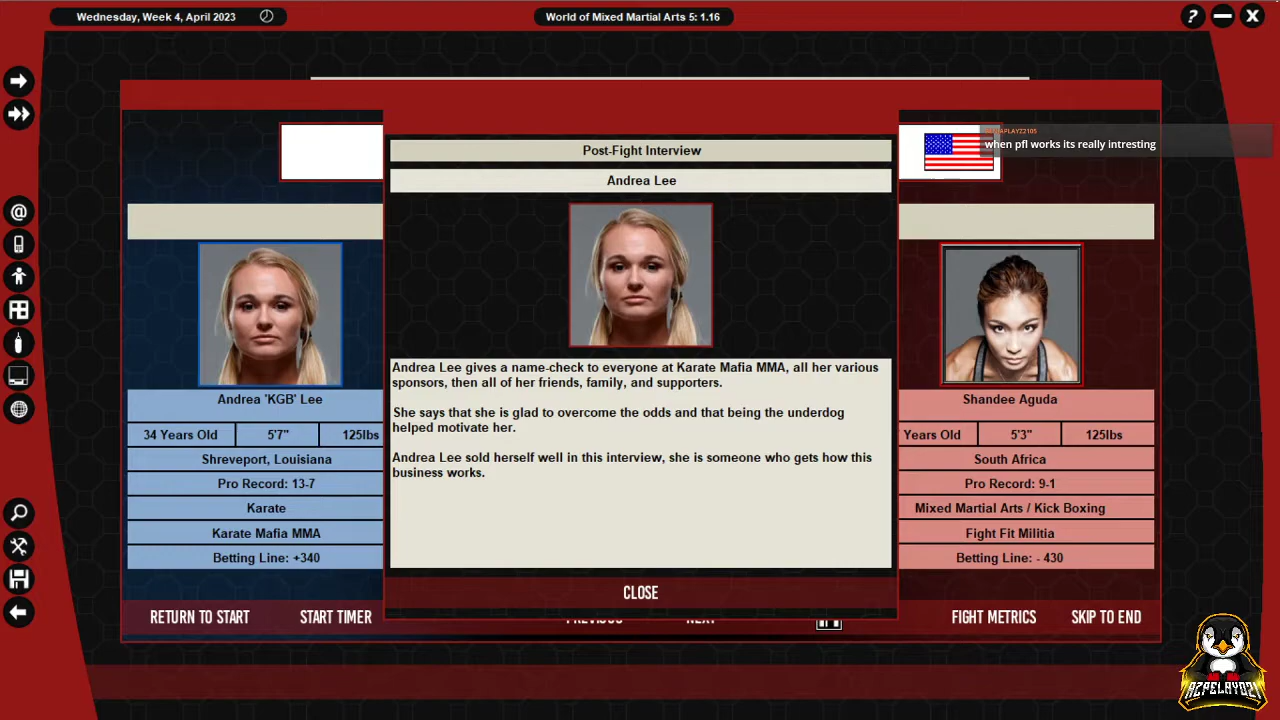 Wednesday, Week 4, April 2023
World of Mixed Martial Arts 5: 1.16
?
@
Post-Fight Interview
Andrea Lee
when pfl works its really intresting
Andrea Lee gives a name-check to everyone at Karate Mafia MMA, all her various
sponsors, then all of her friends, family, and supporters.
She says that she is glad to overcome the odds and that being the underdog
helped motivate her.
Andrea Lee sold herself well in this interview, she is someone who gets how this
business works.
CLOSE
Andrea 'KGB' Lee
34 Years Old 5'7" 125lbs
Shreveport, Louisiana
Pro Record: 13-7
Karate
Karate Mafia MMA
Betting Line: +340
Shandee Aguda
Years Old 5'3" 125lbs
South Africa
Pro Record: 9-1
Mixed Martial Arts / Kick Boxing
Fight Fit Militia
Betting Line: - 430
RETURN TO START START TIMER PREVIOUS NEXT FIGHT METRICS SKIP TO END
AZPELAYO21